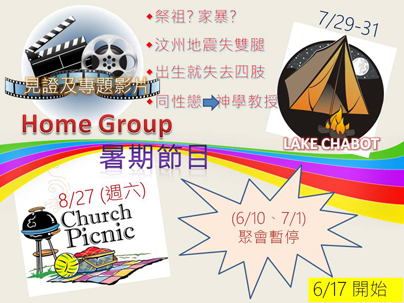 •祭祖? 家暴?
•汶州地震失雙腿
•出生就失去四肢
•同性戀 神學教授
見證及專題影片
7/29-31
LAKE CHABOT
Home Group
暑期節目
8/27 (週六)
Church
Picnic
(6/10、7/1)
聚會暫停
6/17 開始